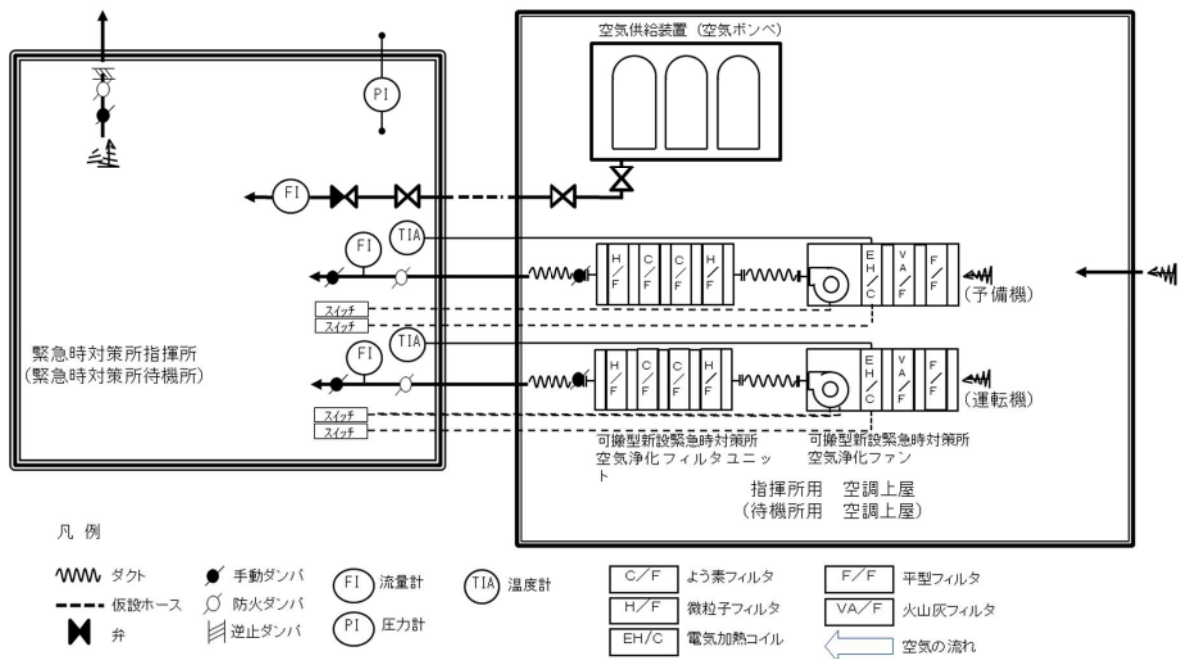 空気供給装置 (空気ボンベ)
PI
FI
FI
TIA
H/F
C/F
C/F
H/F
EH/C
VA/F
F/F
(予備機)
スイッチ
スイッチ
緊急時対策所指揮所
(緊急時対策所待機所)
FI
TIA
H/F
C/F
C/F
H/F
EH/C
VA/F
F/F
(運転機)
スイッチ
スイッチ
可搬型新設緊急時対策所
空気浄化フィルタユニッ
ト
可搬型新設緊急時対策所
空気浄化ファン
指揮所用 空調上屋
(待機所用 空調上屋)
凡 例
ダクト
仮設ホース
弁
手動ダンパ
防火ダンパ
逆止ダンパ
FI 流量計
PI 圧力計
TIA 温度計
C/F よう素フィルタ
H/F 微粒子フィルタ
EH/C 電気加熱コイル
F/F 平型フィルタ
VA/F 火山灰フィルタ
空気の流れ